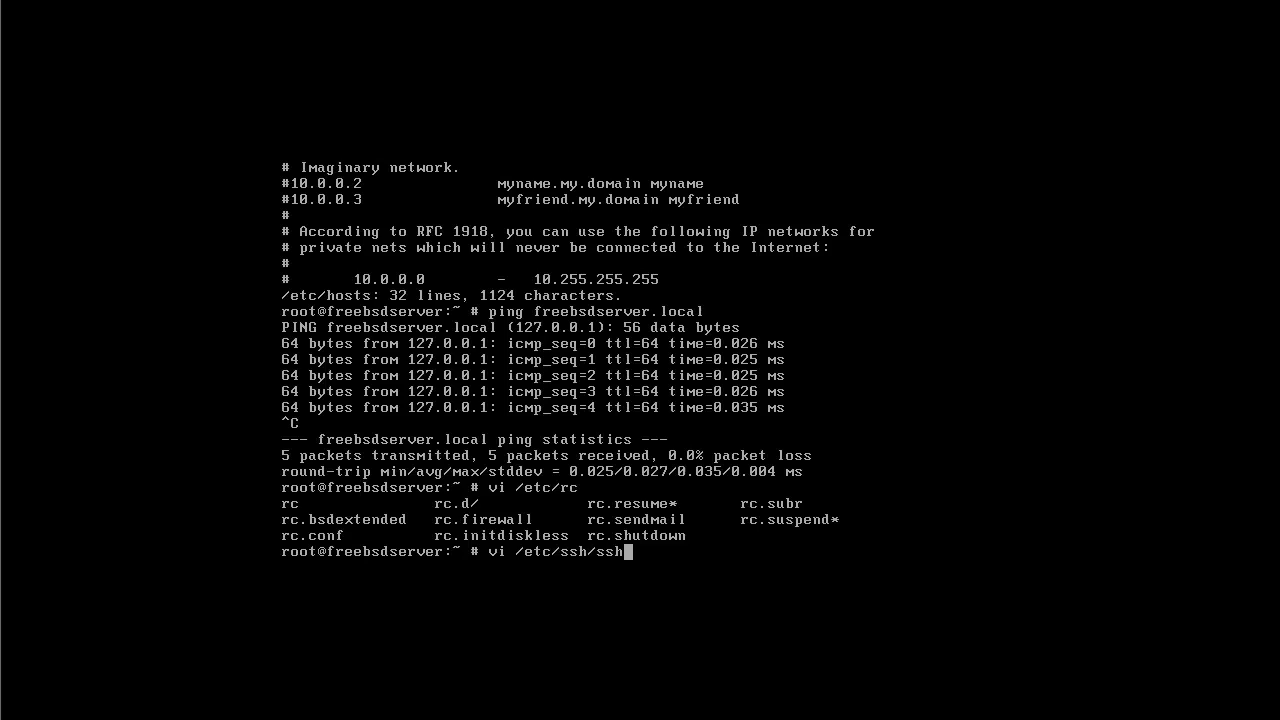 # Imaginary network.
#10.0.0.2               myname.my.domain myname
#10.0.0.3               myfriend.my.domain myfriend
#
# According to RFC 1918, you can use the following IP networks for
# private nets which will never be connected to the Internet:
#
#       10.0.0.0        -   10.255.255.255
/etc/hosts: 32 lines, 1124 characters.
root@freebsdserver:~ # ping freebsdserver.local
PING freebsdserver.local (127.0.0.1): 56 data bytes
64 bytes from 127.0.0.1: icmp_seq=0 ttl=64 time=0.026 ms
64 bytes from 127.0.0.1: icmp_seq=1 ttl=64 time=0.025 ms
64 bytes from 127.0.0.1: icmp_seq=2 ttl=64 time=0.025 ms
64 bytes from 127.0.0.1: icmp_seq=3 ttl=64 time=0.026 ms
64 bytes from 127.0.0.1: icmp_seq=4 ttl=64 time=0.035 ms
^C
--- freebsdserver.local ping statistics ---
5 packets transmitted, 5 packets received, 0.0% packet loss
round-trip min/avg/max/stddev = 0.025/0.027/0.035/0.004 ms
root@freebsdserver:~ # vi /etc/rc
rc               rc.d/            rc.resume*       rc.subr
rc.bsdextended   rc.firewall      rc.sendmail      rc.suspend*
rc.conf          rc.initdiskless  rc.shutdown
root@freebsdserver:~ # vi /etc/ssh/ssh